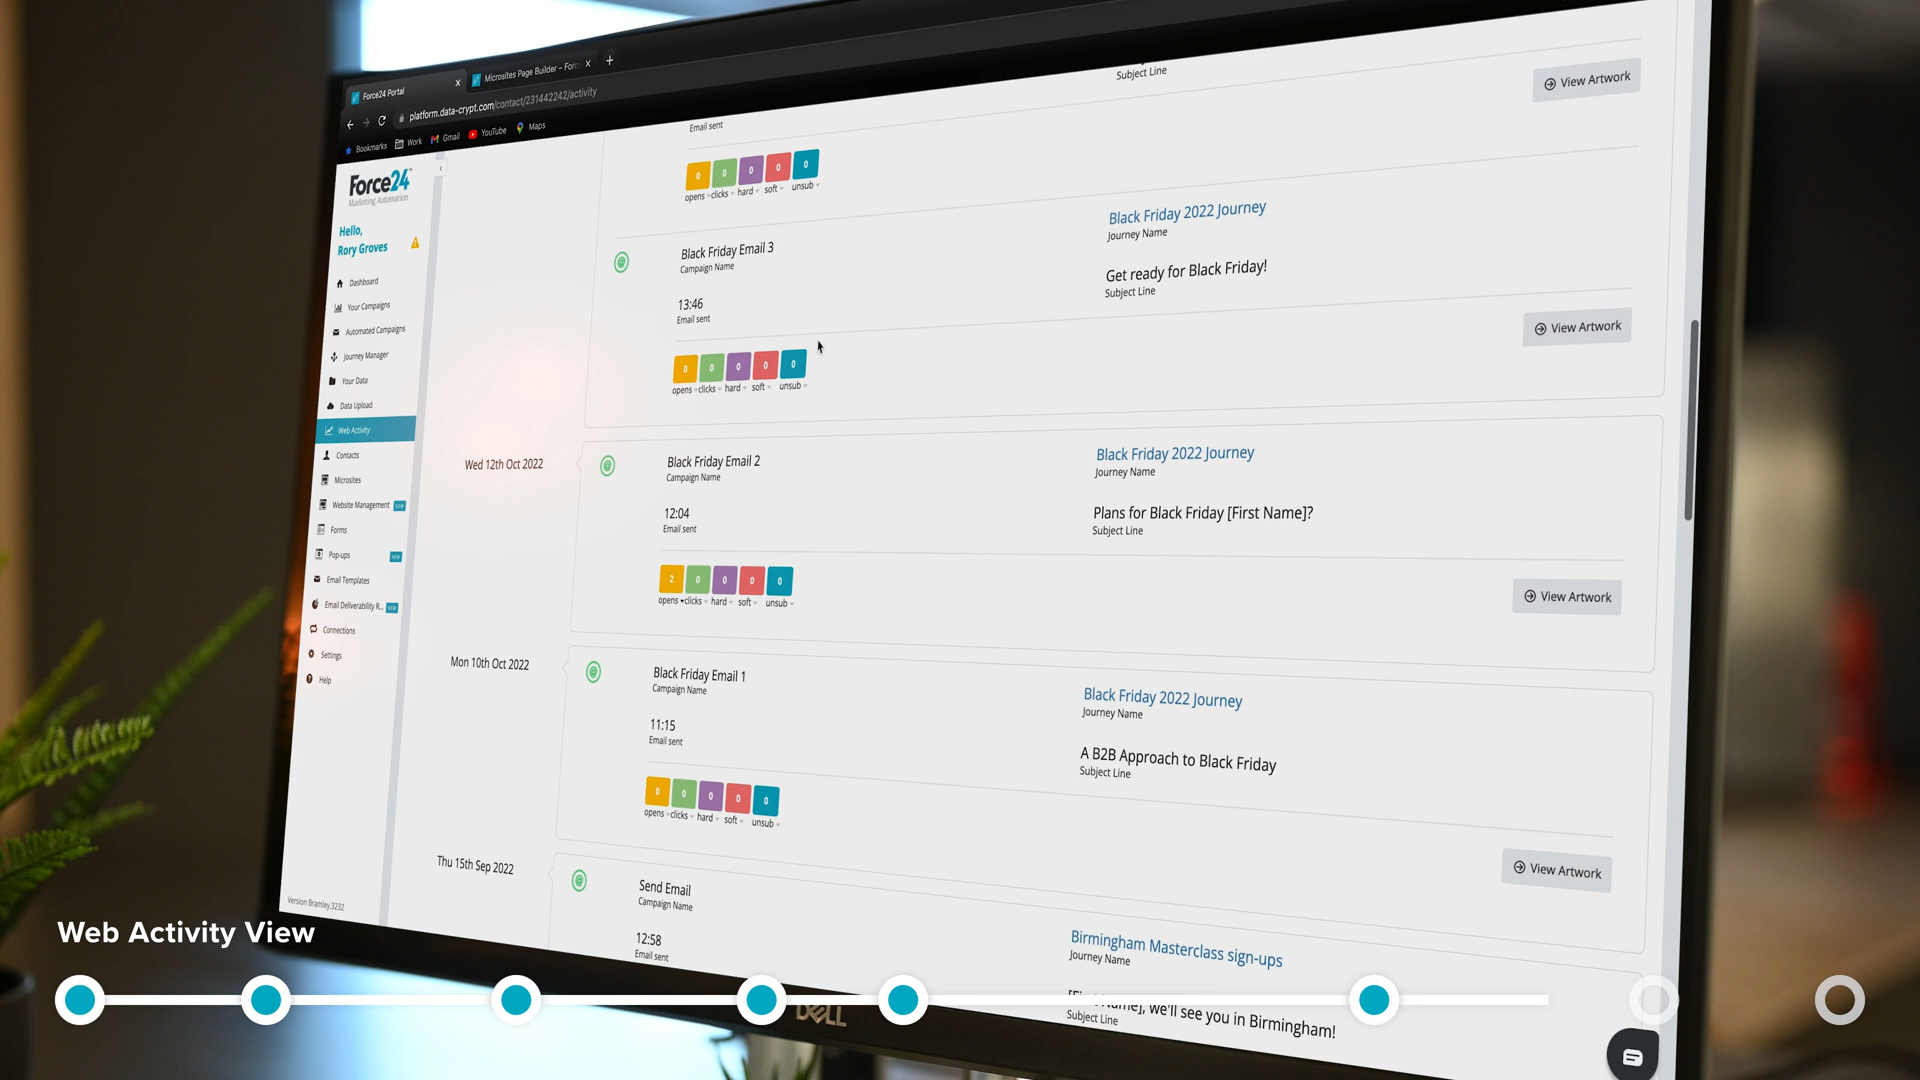 Force24 Portal
Microsites Page Builder – Forc
platform.data-crypt.com/contact/231442242/activity
Bookmarks
Work
Gmail
YouTube
Maps
Force24
Marketing Automation
Hello,
Rory Groves
Dashboard
Your Campaigns
Automated Campaigns
Journey Manager
Your Data
Data Upload
Web Activity
Contacts
Microsites
Website Management NEW
Forms
Pop-ups NEW
Email Templates
Email Deliverability R... NEW
Connections
Settings
Help
Version Bramley.3232
Subject Line
View Artwork
Email sent
0 0 0 0 0
opens clicks hard soft unsub
Black Friday Email 3
Campaign Name
Black Friday 2022 Journey
Journey Name
13:46
Email sent
Get ready for Black Friday!
Subject Line
View Artwork
0 0 0 0 0
opens clicks hard soft unsub
Wed 12th Oct 2022
Black Friday Email 2
Campaign Name
Black Friday 2022 Journey
Journey Name
12:04
Email sent
Plans for Black Friday [First Name]?
Subject Line
2 0 0 0 0
opens clicks hard soft unsub
View Artwork
Mon 10th Oct 2022
Black Friday Email 1
Campaign Name
Black Friday 2022 Journey
Journey Name
11:15
Email sent
A B2B Approach to Black Friday
Subject Line
0 0 0 0 0
opens clicks hard soft unsub
View Artwork
Thu 15th Sep 2022
Send Email
Campaign Name
Birmingham Masterclass sign-ups
Journey Name
12:58
Email sent
we'll see you in Birmingham!
Subject Line
Web Activity View
DELL